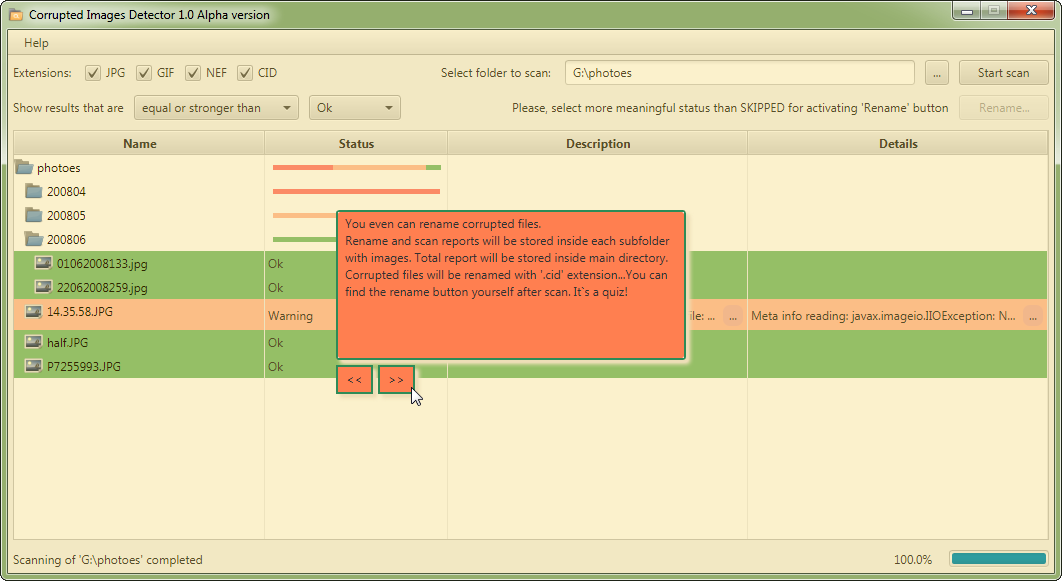 Corrupted Images Detector 1.0 Alpha version
Help
Extensions: JPG GIF NEF CID Select folder to scan: G:\photoes ... Start scan
Show results that are equal or stronger than Ok Please, select more meaningful status than SKIPPED for activating 'Rename' button Rename...
Name Status Description Details
photoes
200804
200805
200806
01062008133.jpg Ok
22062008259.jpg Ok
14.35.58.JPG Warning ile: ... ... Meta info reading: javax.imageio.IIOException: N... ...
half.JPG Ok
P7255993.JPG Ok
You even can rename corrupted files.
Rename and scan reports will be stored inside each subfolder
with images. Total report will be stored inside main directory.
Corrupted files will be renamed with '.cid' extension...You can
find the rename button yourself after scan. It`s a quiz!
<< >>
Scanning of 'G:\photoes' completed 100.0%